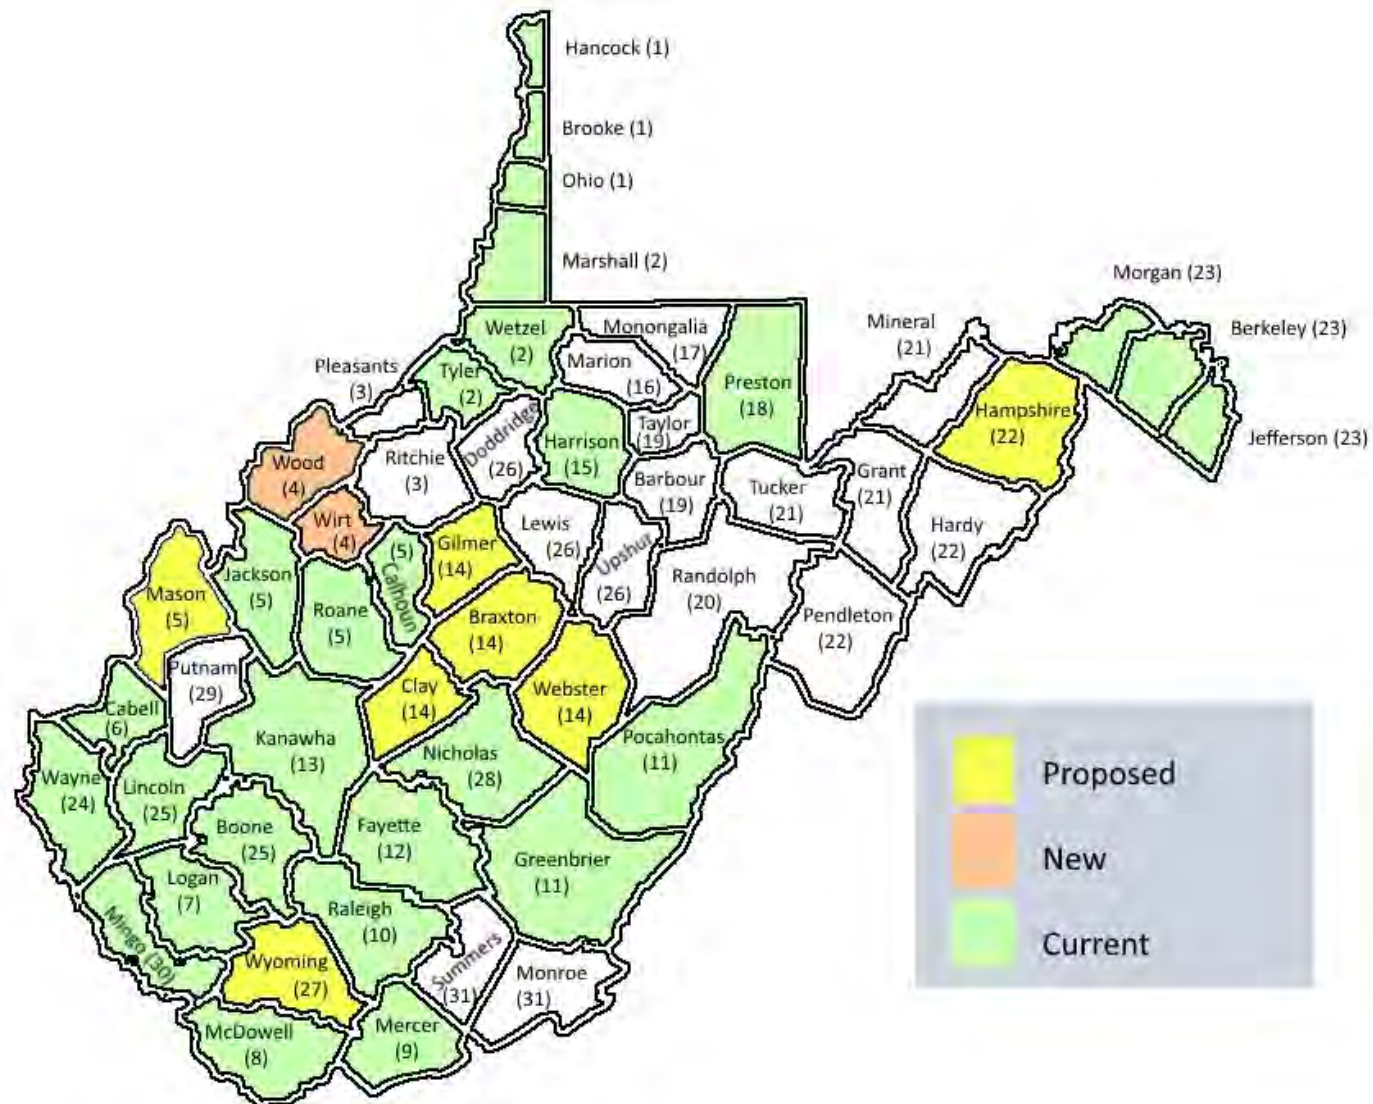 Hancock (1)
Brooke (1)
Ohio (1)
Marshall (2)
Morgan (23)
Berkeley (23)
Jefferson (23)
Mineral
(21)
Wetzel
(2)
Monongalia
(17)
Marion
(16)
Pleasants
(3)
Tyler
(2)
Preston
(18)
Hampshire
(22)
Doddridge
(26)
Harrison
(15)
Taylor
(19)
Wood
(4)
Ritchie
(3)
Barbour
(19)
Tucker
(21)
Grant
(21)
Hardy
(22)
Wirt
(4)
(5)
Calhoun
Gilmer
(14)
Lewis
(26)
Upshur
(26)
Randolph
(20)
Pendleton
(22)
Mason
(5)
Jackson
(5)
Roane
(5)
Braxton
(14)
Putnam
(29)
Clay
(14)
Webster
(14)
Cabell
(6)
Kanawha
(13)
Nicholas
(28)
Pocahontas
(11)
Wayne
(24)
Lincoln
(25)
Boone
(25)
Fayette
(12)
Greenbrier
(11)
Logan
(7)
Mingo (30)
Raleigh
(10)
Wyoming
(27)
Summers
(31)
Monroe
(31)
McDowell
(8)
Mercer
(9)
Proposed
New
Current